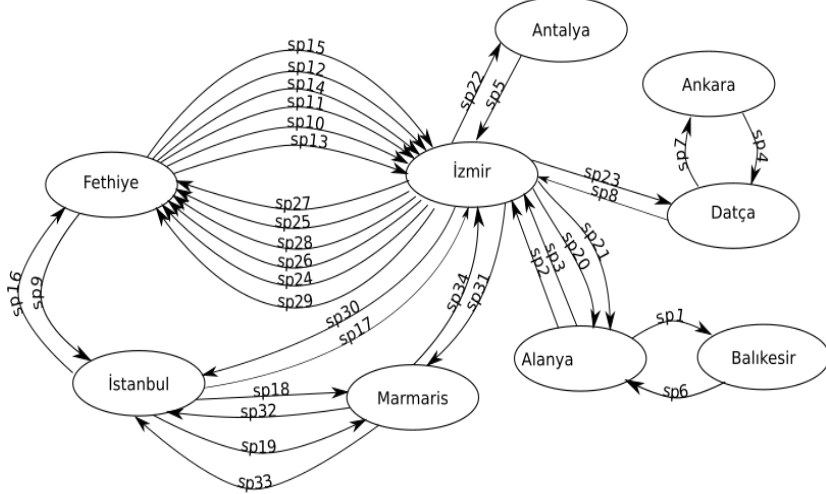 Antalya
sp15
sp12
sp14
sp11
sp10
sp13
sp22
sp5
Ankara
sp7
sp4
Fethiye
İzmir
sp23
sp8
Datça
sp27
sp25
sp28
sp26
sp24
sp29
sp16
sp9
sp30
sp17
sp34
sp31
sp2
sp3
sp20
sp21
sp1
İstanbul
sp18
sp32
Marmaris
Alanya
Balıkesir
sp6
sp19
sp33